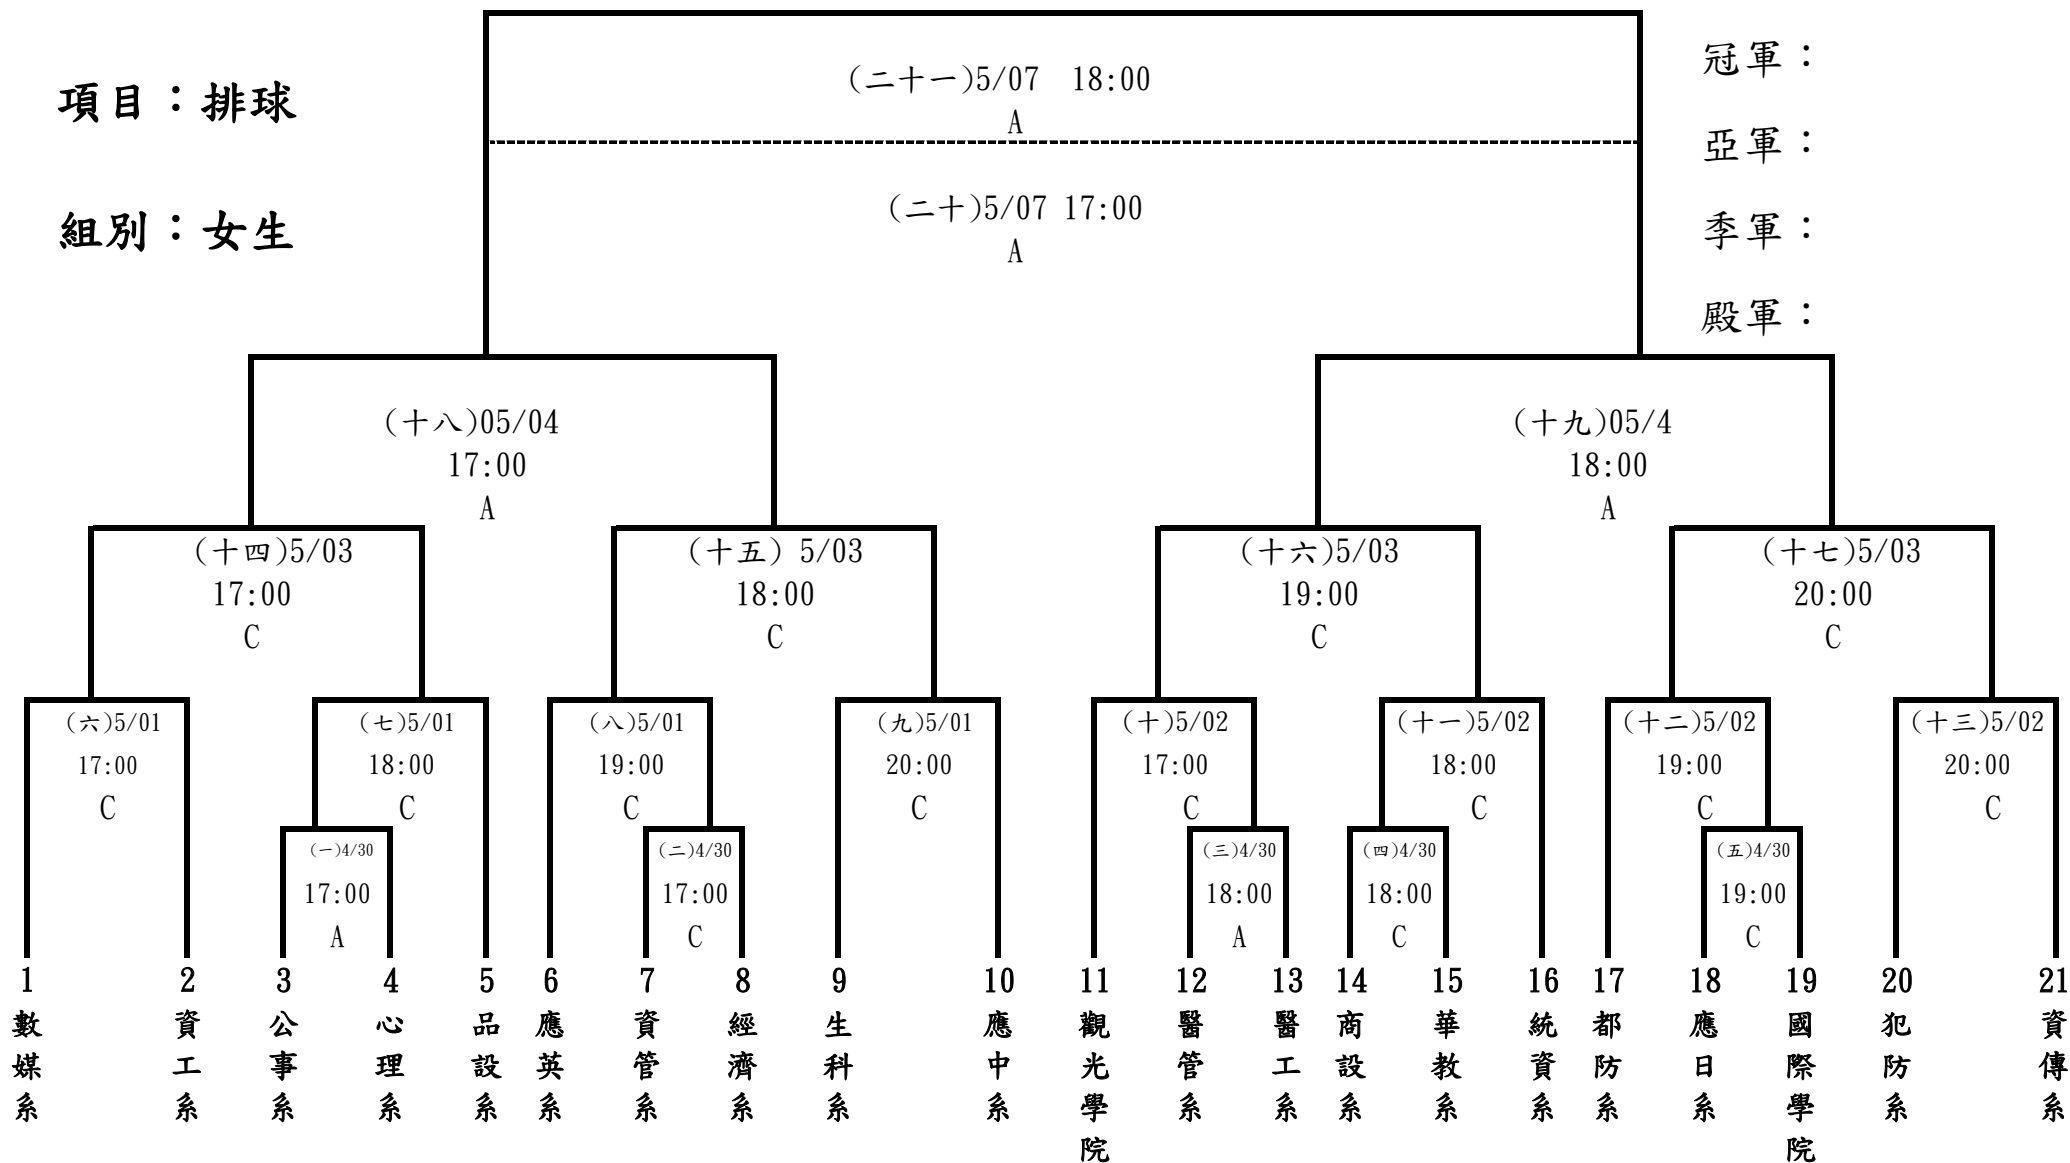 項目：排球
組別：女生
(二十一)5/07 18:00
A
(二十)5/07 17:00
A
冠軍：
亞軍：
季軍：
殿軍：
(十八)05/04
17:00
A
(十九)05/4
18:00
A
(十四)5/03
17:00
C
(十五) 5/03
18:00
C
(十六)5/03
19:00
C
(十七)5/03
20:00
C
(六)5/01
17:00
C
(七)5/01
18:00
C
(八)5/01
19:00
C
(九)5/01
20:00
C
(十)5/02
17:00
C
(十一)5/02
18:00
C
(十二)5/02
19:00
C
(十三)5/02
20:00
C
(一)4/30
17:00
A
(二)4/30
17:00
C
(三)4/30
18:00
A
(四)4/30
18:00
C
(五)4/30
19:00
C
1
數媒系
2
資工系
3
公事系
4
心理系
5
品設系
6
應英系
7
資管系
8
經濟系
9
生科系
10
應中系
11
觀光學院
12
醫管系
13
醫工系
14
商設系
15
華教系
16
統資系
17
都防系
18
應日系
19
國際學院
20
犯防系
21
資傳系